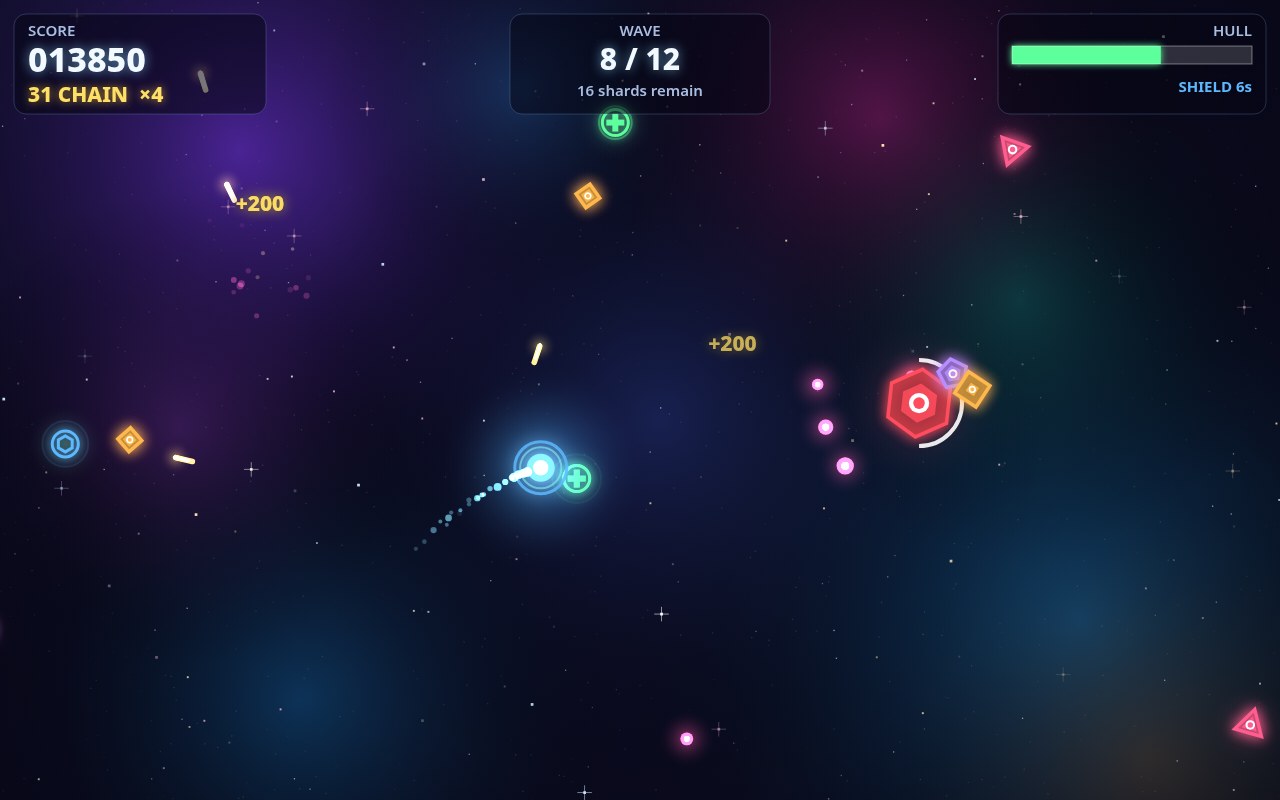 SCORE
013850
31 CHAIN ×4
WAVE
8 / 12
16 shards remain
HULL
SHIELD 6s
+200
+200